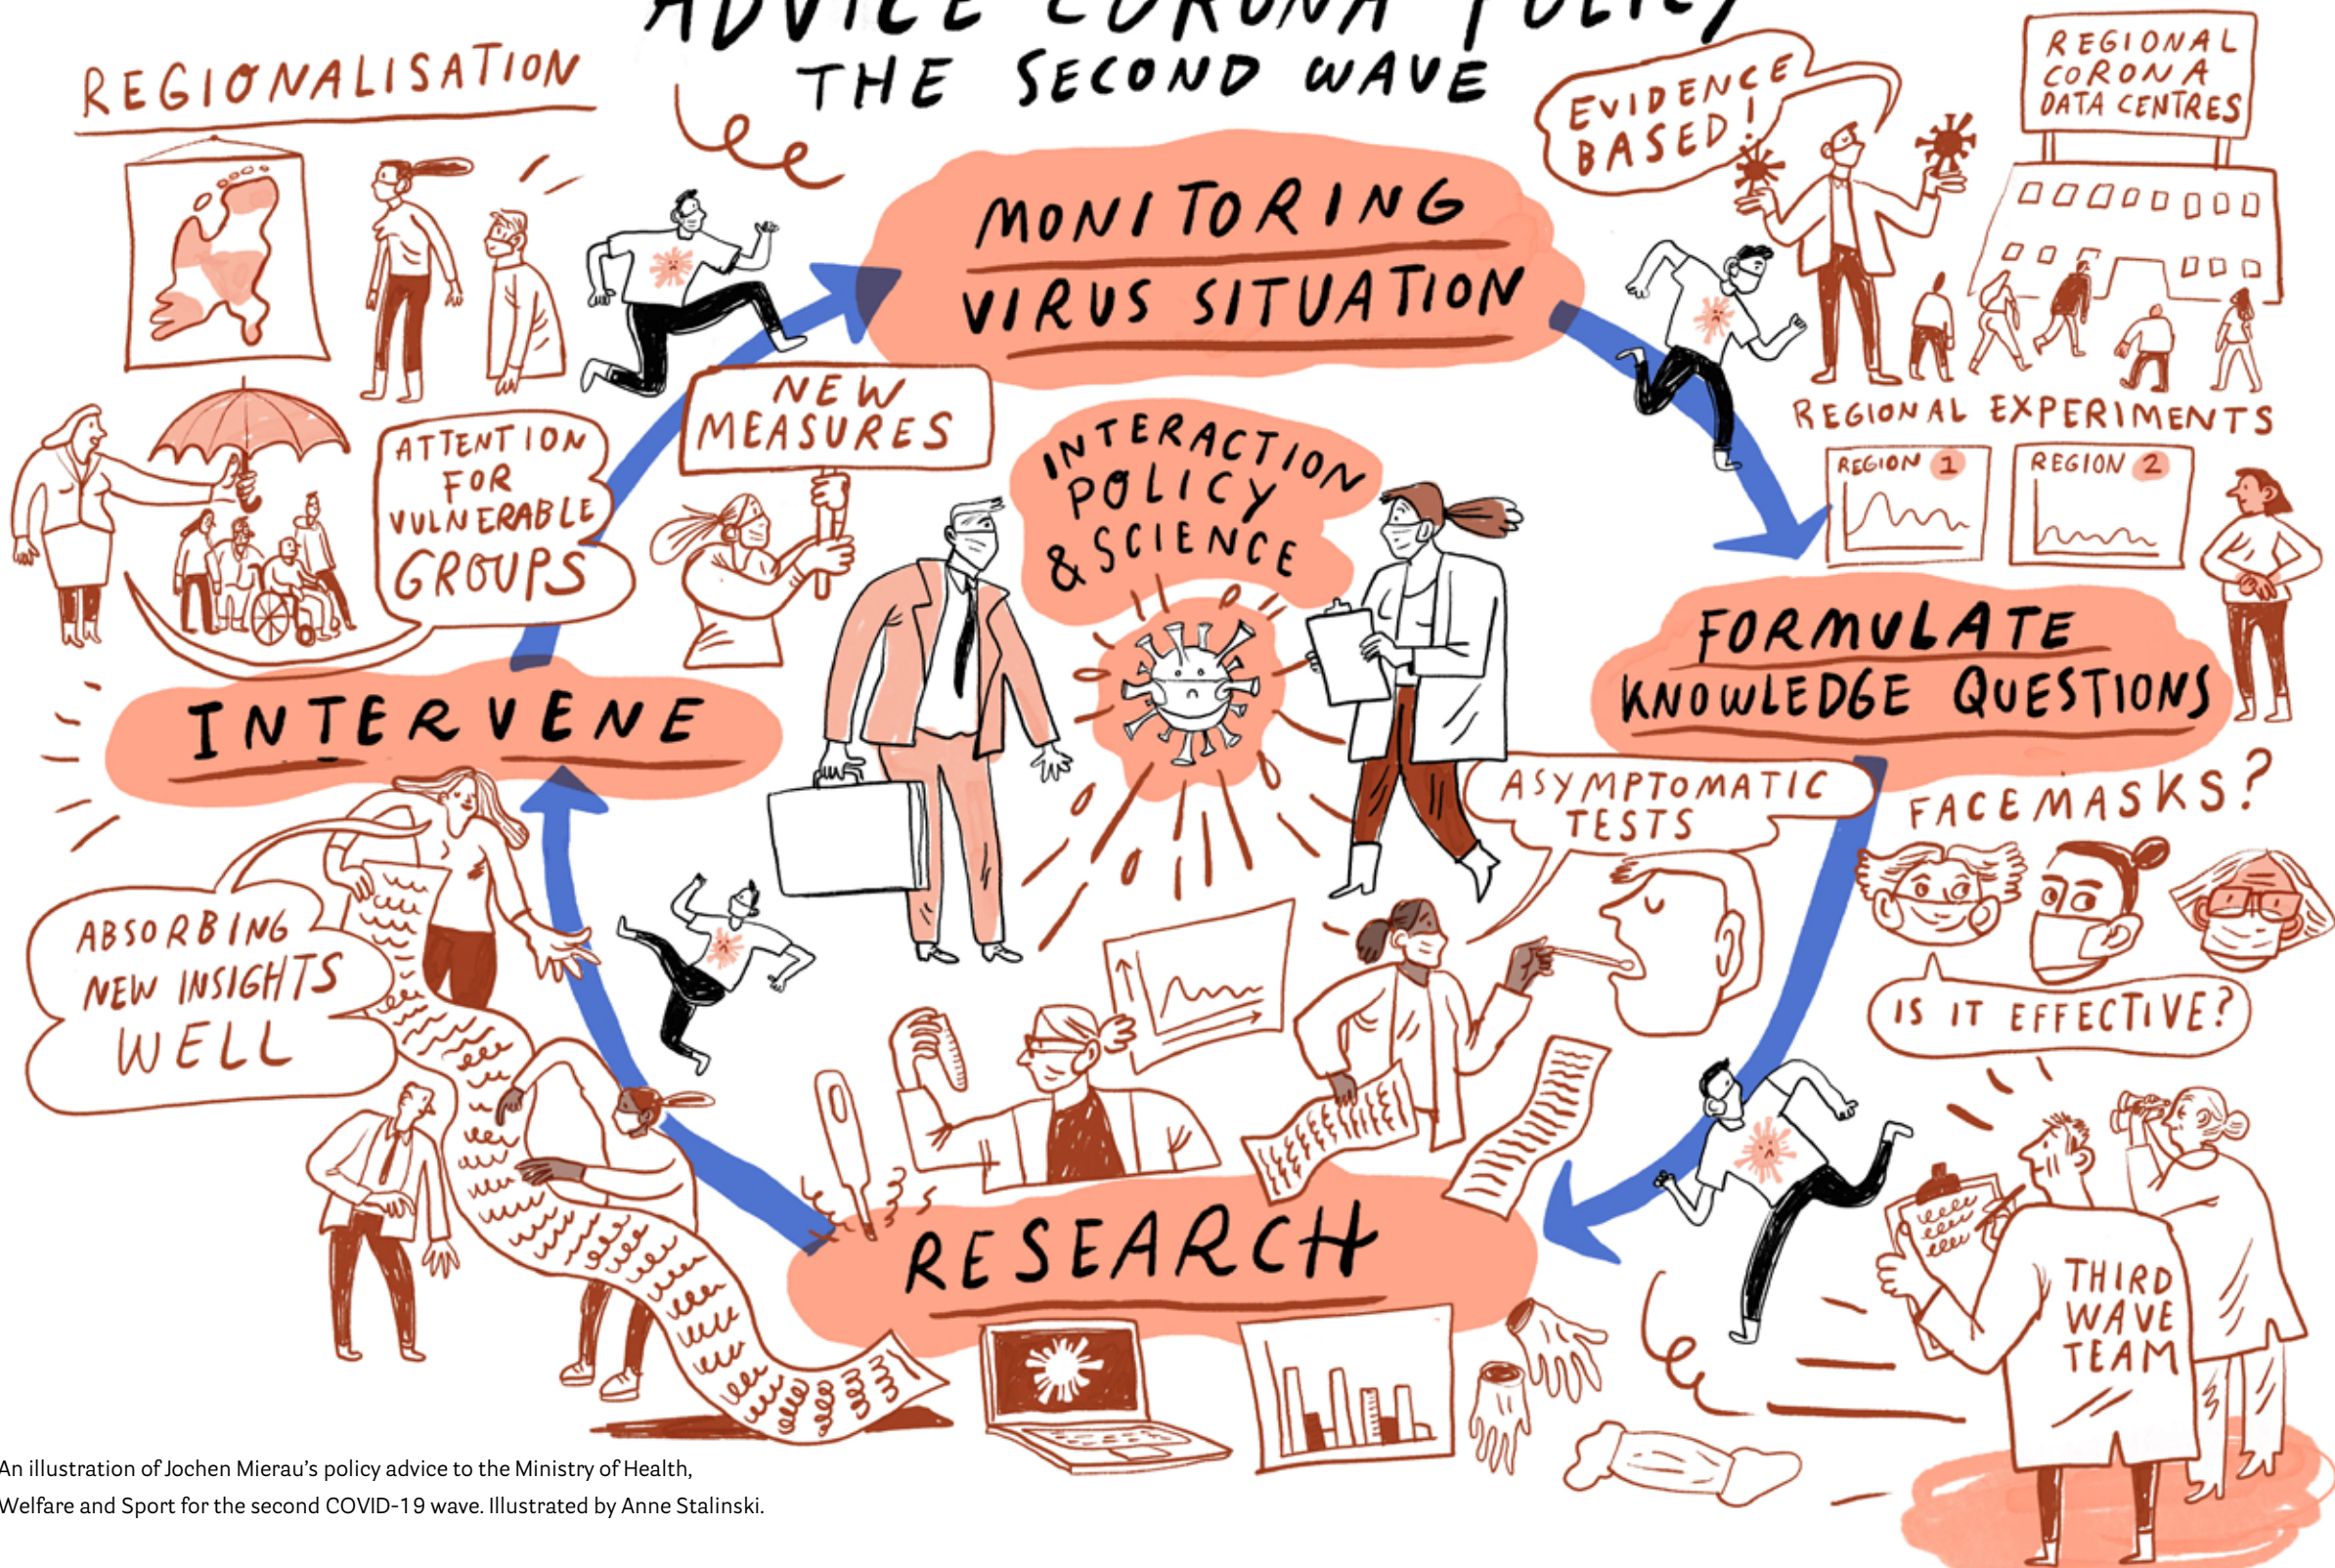 ADVICE CORONA POLICY
THE SECOND WAVE
REGIONALISATION
EVIDENCE
BASED!
REGIONAL
CORONA
DATA CENTRES
MONITORING
VIRUS SITUATION
NEW
MEASURES
ATTENTION
FOR
VULNERABLE
GROUPS
INTERACTION
POLICY
& SCIENCE
REGIONAL EXPERIMENTS
REGION 1
REGION 2
FORMULATE
KNOWLEDGE QUESTIONS
INTERVENE
ASYMPTOMATIC
TESTS
FACEMASKS?
IS IT EFFECTIVE?
ABSORBING
NEW INSIGHTS
WELL
RESEARCH
THIRD
WAVE
TEAM
An illustration of Jochen Mierau’s policy advice to the Ministry of Health,
Welfare and Sport for the second COVID-19 wave. Illustrated by Anne Stalinski.